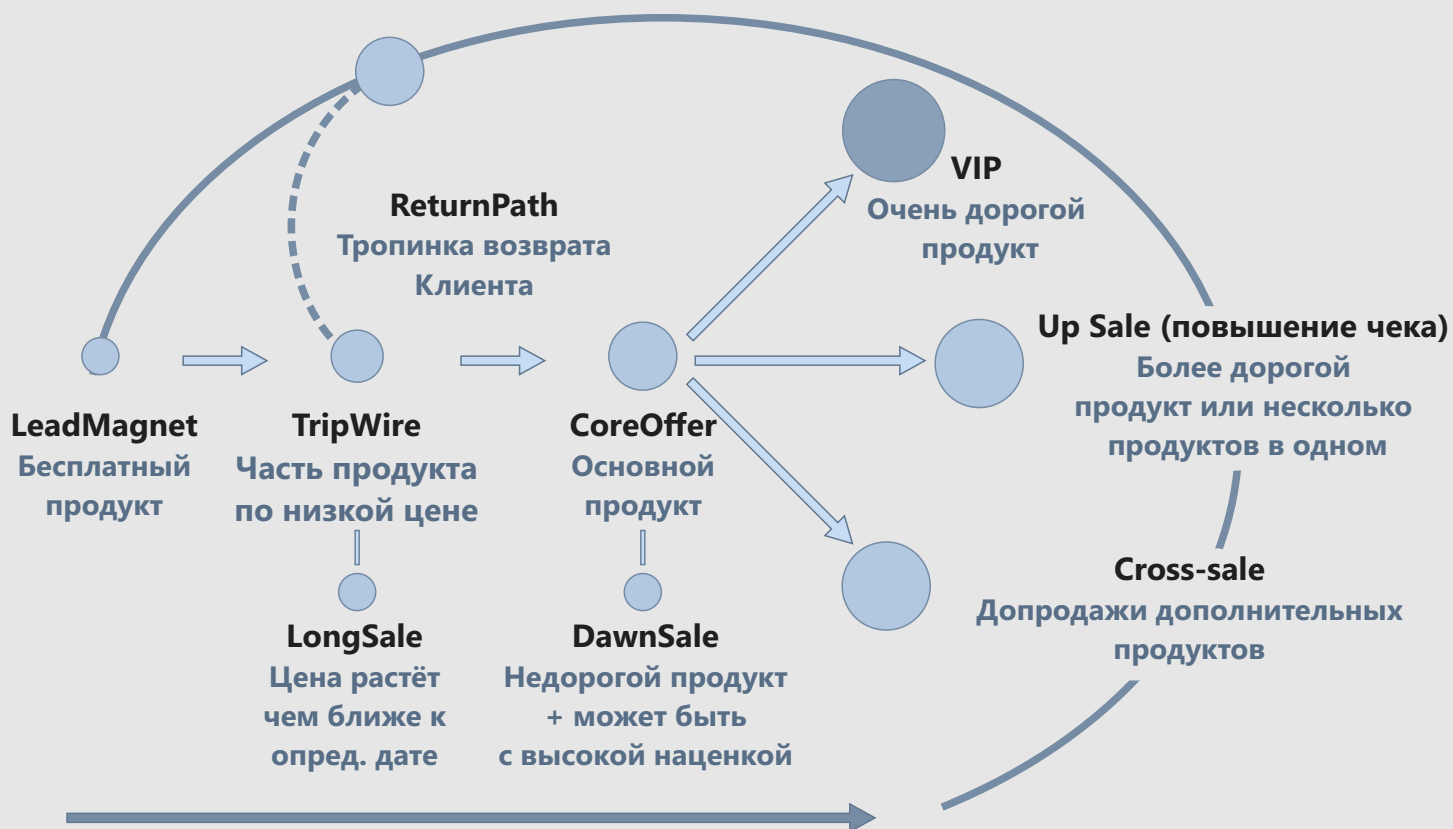 VIP
Очень дорогой
продукт
ReturnPath
Тропинка возврата
Клиента
Up Sale (повышение чека)
Более дорогой
продукт или несколько
продуктов в одном
LeadMagnet
Бесплатный
продукт
TripWire
Часть продукта
по низкой цене
CoreOffer
Основной
продукт
Cross-sale
Допродажи дополнительных
продуктов
LongSale
Цена растёт
чем ближе к
опред. дате
DawnSale
Недорогой продукт
+ может быть
с высокой наценкой